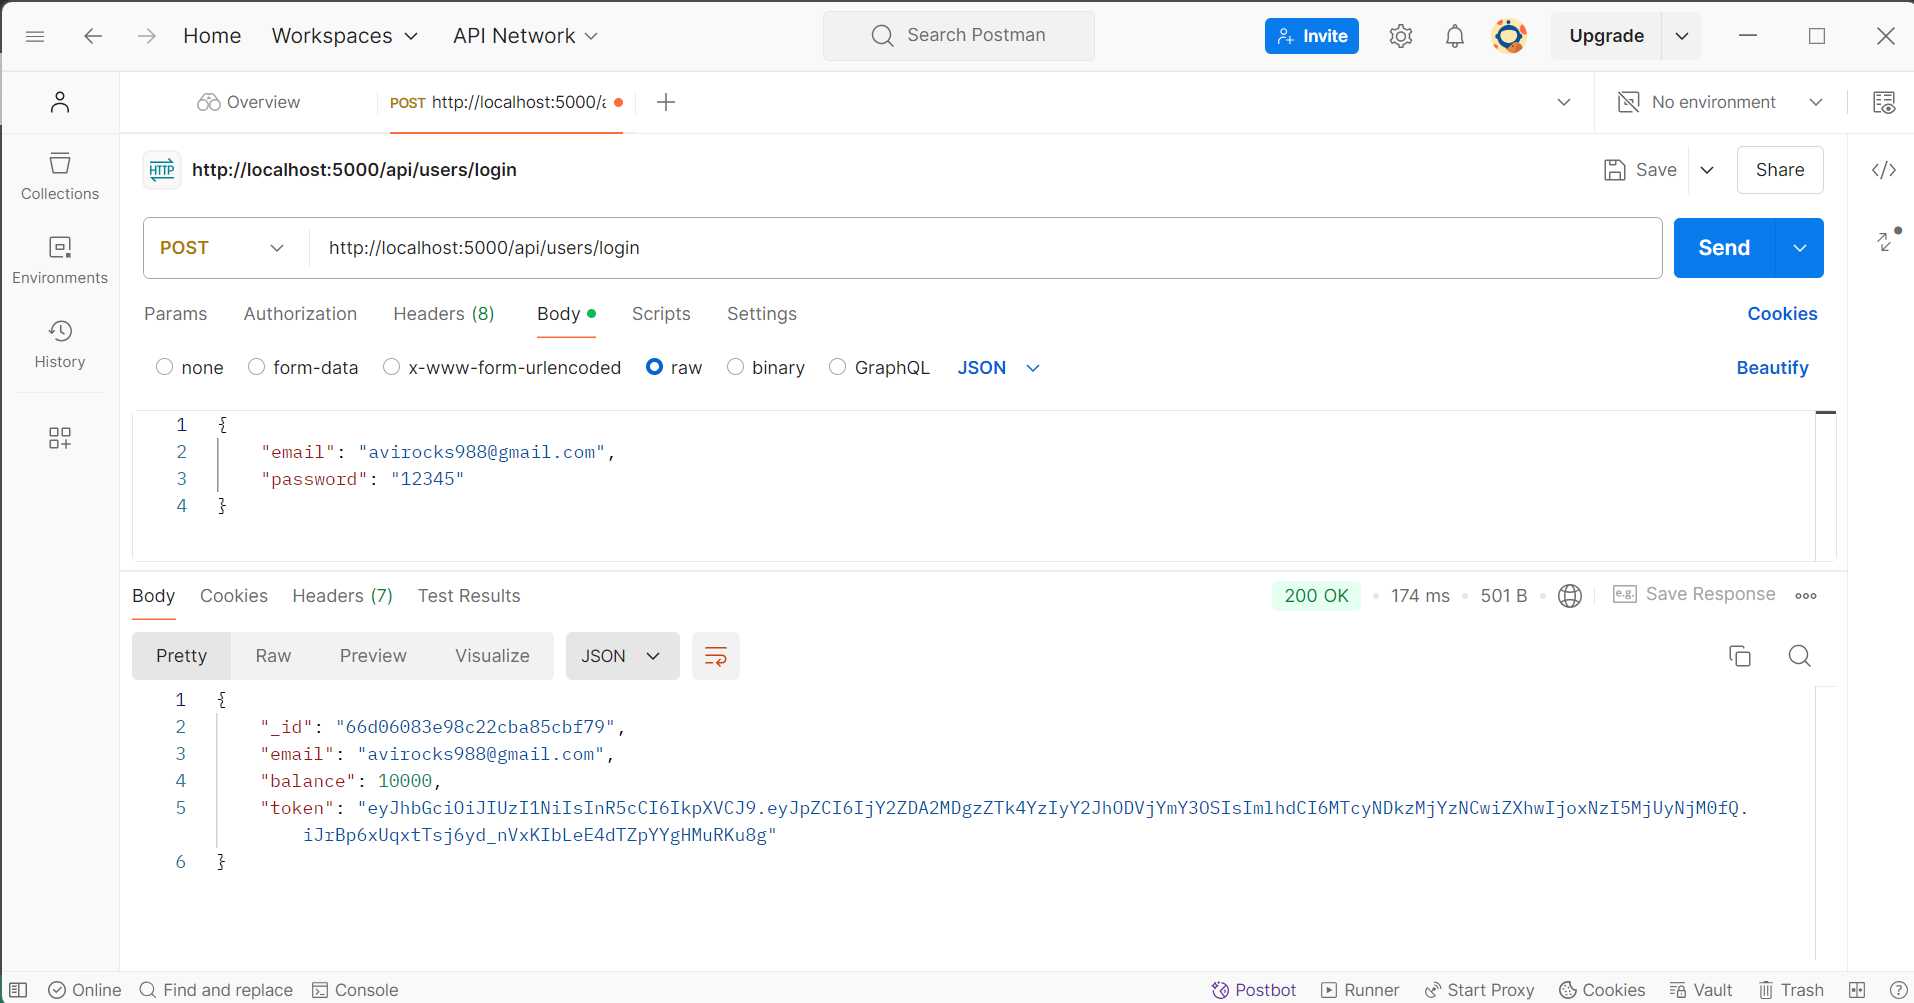 Home Workspaces API Network Search Postman Invite Upgrade
Overview POST http://localhost:5000/a No environment
HTTP http://localhost:5000/api/users/login Save Share
Collections
POST http://localhost:5000/api/users/login Send
Environments
Params Authorization Headers (8) Body Scripts Settings Cookies
History
none form-data x-www-form-urlencoded raw binary GraphQL JSON Beautify
1 {
2 "email": "avirocks988@gmail.com",
3 "password": "12345"
4 }
Body Cookies Headers (7) Test Results 200 OK 174 ms 501 B e.g. Save Response
Pretty Raw Preview Visualize JSON
1 {
2 "_id": "66d06083e98c22cba85cbf79",
3 "email": "avirocks988@gmail.com",
4 "balance": 10000,
5 "token": "eyJhbGciOiJIUzI1NiIsInR5cCI6IkpXVCJ9.eyJpZCI6IjY2ZDA2MDgzZTk4YzIyY2JhODVjYmY3OSIsImlhdCI6MTcyNDkzMjYzNCwiZXhwIjoxNzI5MjUyNjM0fQ.
iJrBp6xUqxtTsj6yd_nVxKIbLeE4dTZpYYgHMuRKu8g"
6 }
Online Find and replace Console Postbot Runner Start Proxy Cookies Vault Trash